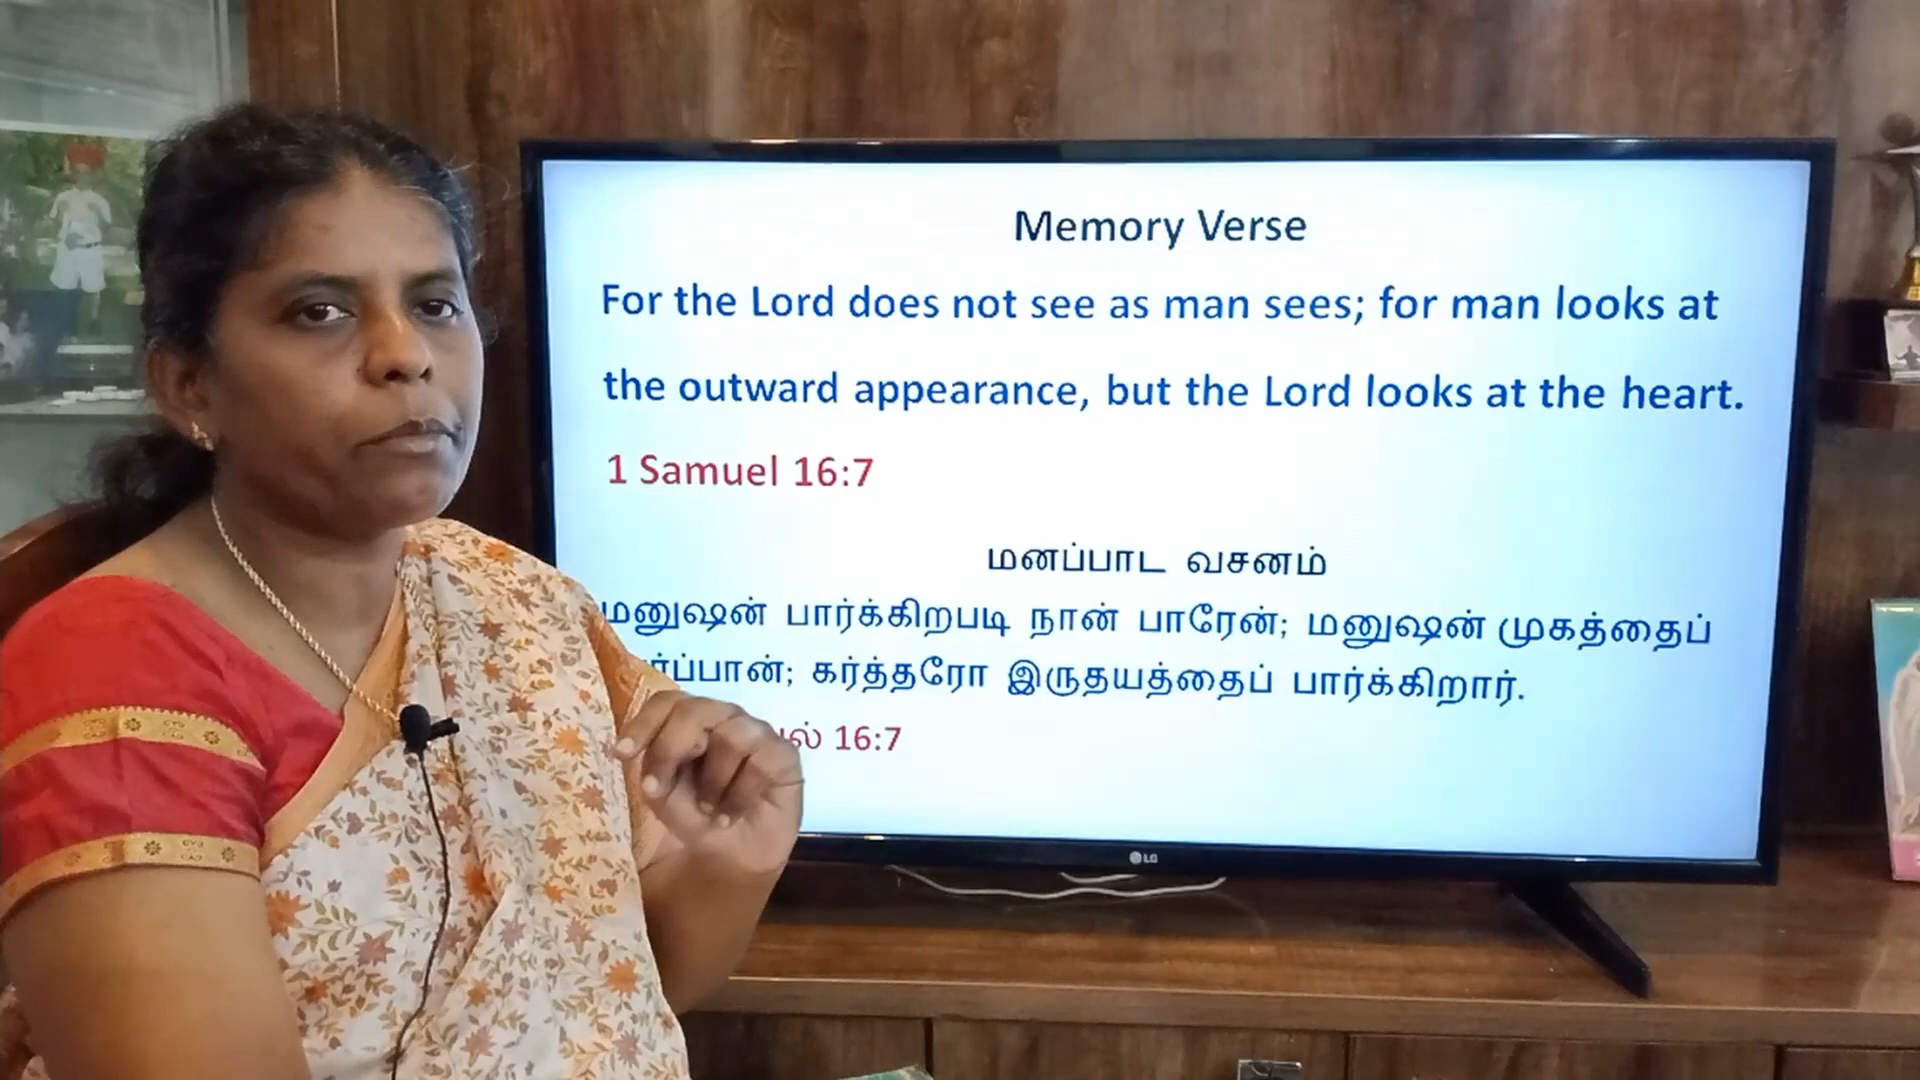 Memory Verse
For the Lord does not see as man sees; for man looks at
the outward appearance, but the Lord looks at the heart.
1 Samuel 16:7
மனப்பாட வசனம்
மனுஷன் பார்க்கிறபடி நான் பாரேன்; மனுஷன் முகத்தைப்
கர்த்தரோ இருதயத்தைப் பார்க்கிறார்.
16:7
LG